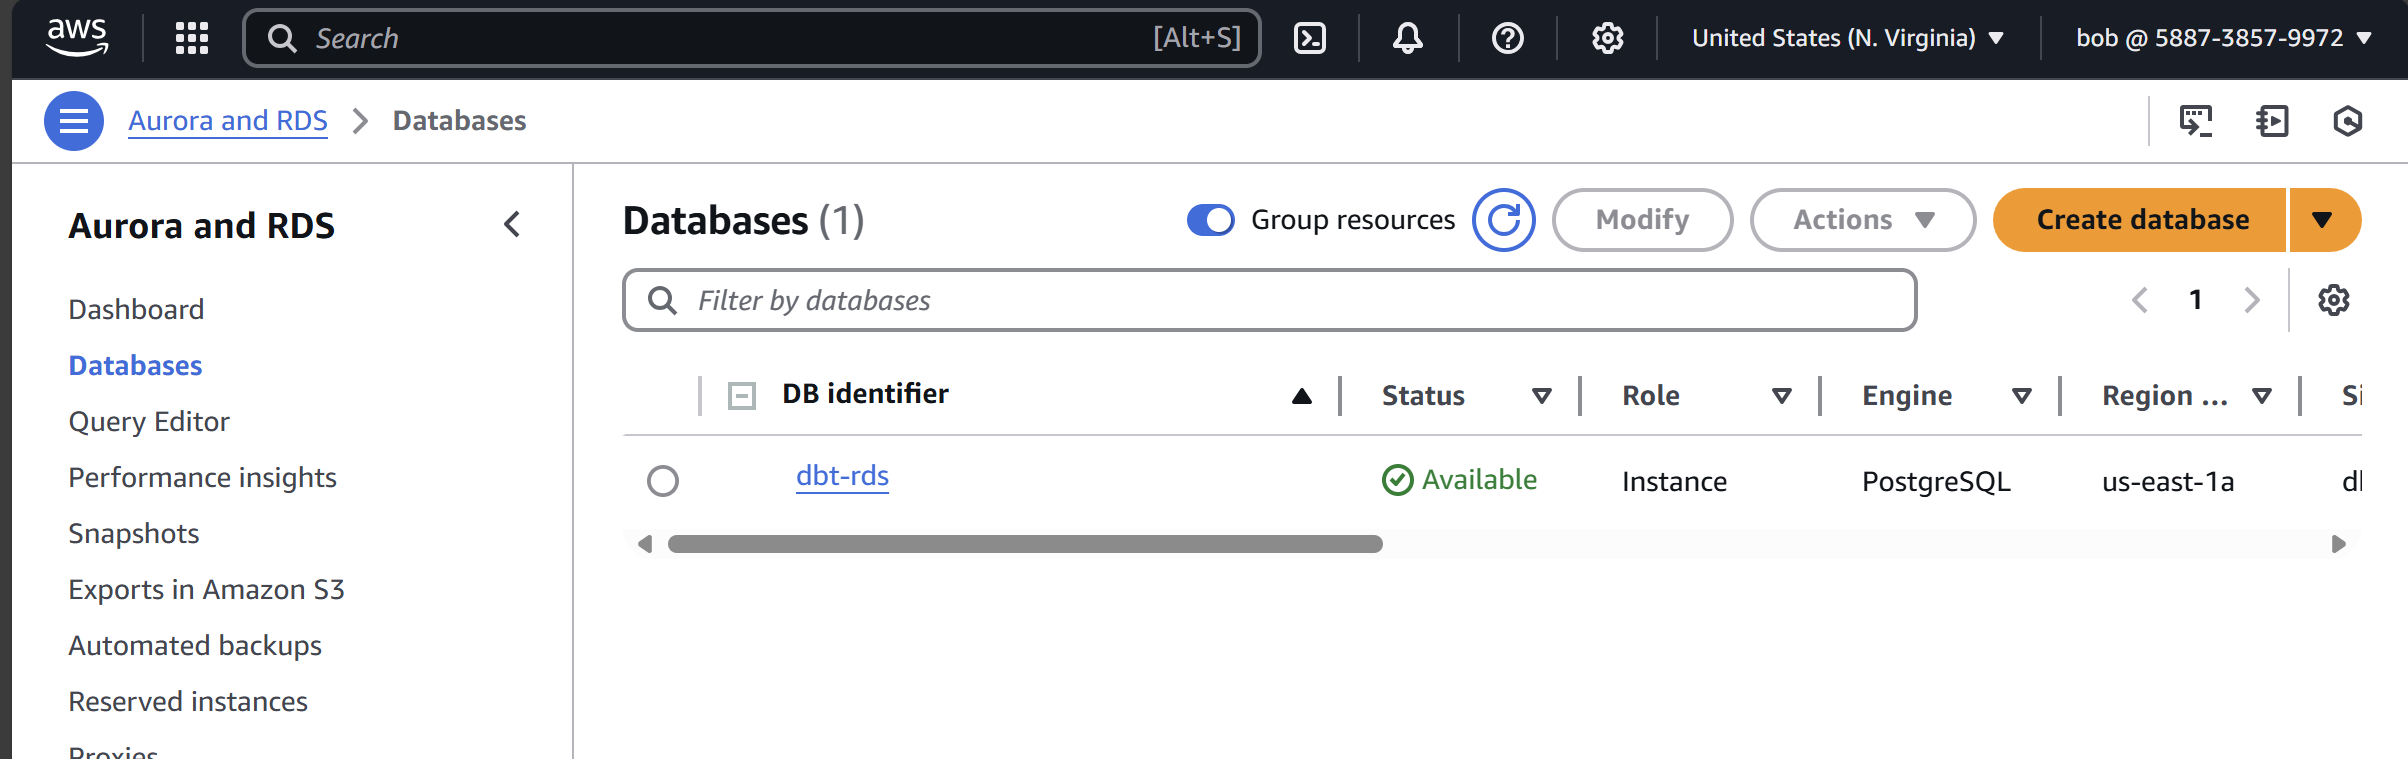 aws
Search [Alt+S] United States (N. Virginia) bob @ 5887-3857-9972
Aurora and RDS > Databases
Aurora and RDS
Dashboard
Databases
Query Editor
Performance insights
Snapshots
Exports in Amazon S3
Automated backups
Reserved instances
Proxies
Databases (1) Group resources Modify Actions Create database
Filter by databases 1
DB identifier Status Role Engine Region ...
dbt-rds Available Instance PostgreSQL us-east-1a